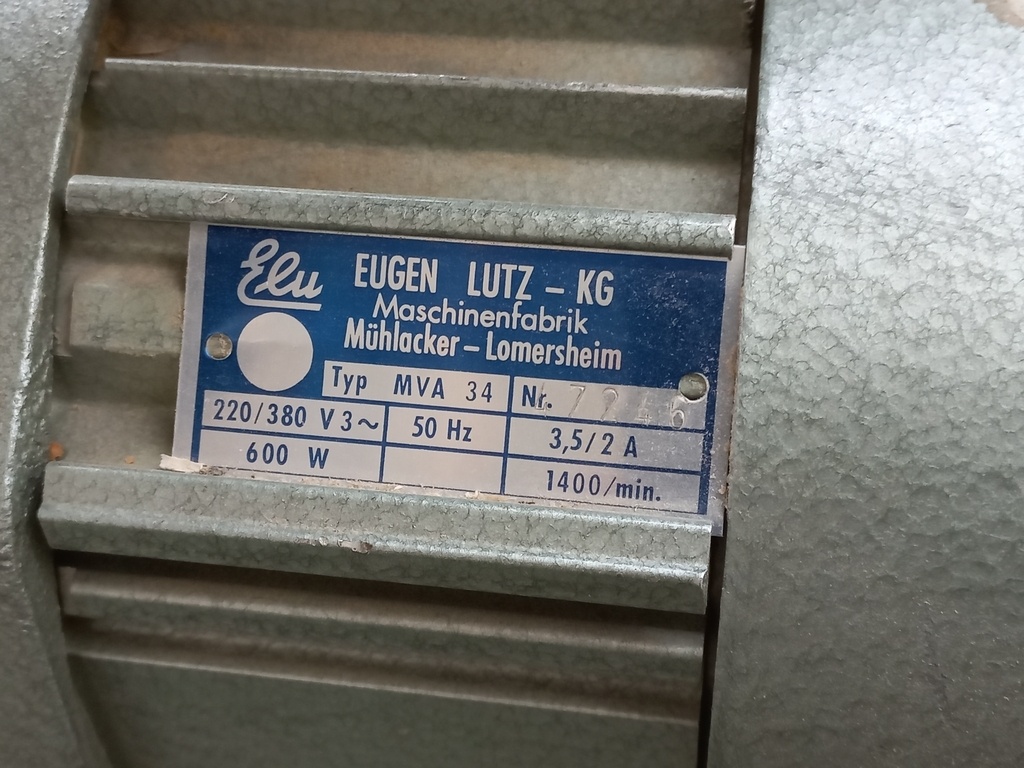 Elu
EUGEN LUTZ – KG
Maschinenfabrik
Mühlacker – Lomersheim
Typ MVA 34 Nr.
220/380 V 3~ 50 Hz 3,5/2 A
600 W 1400/min.